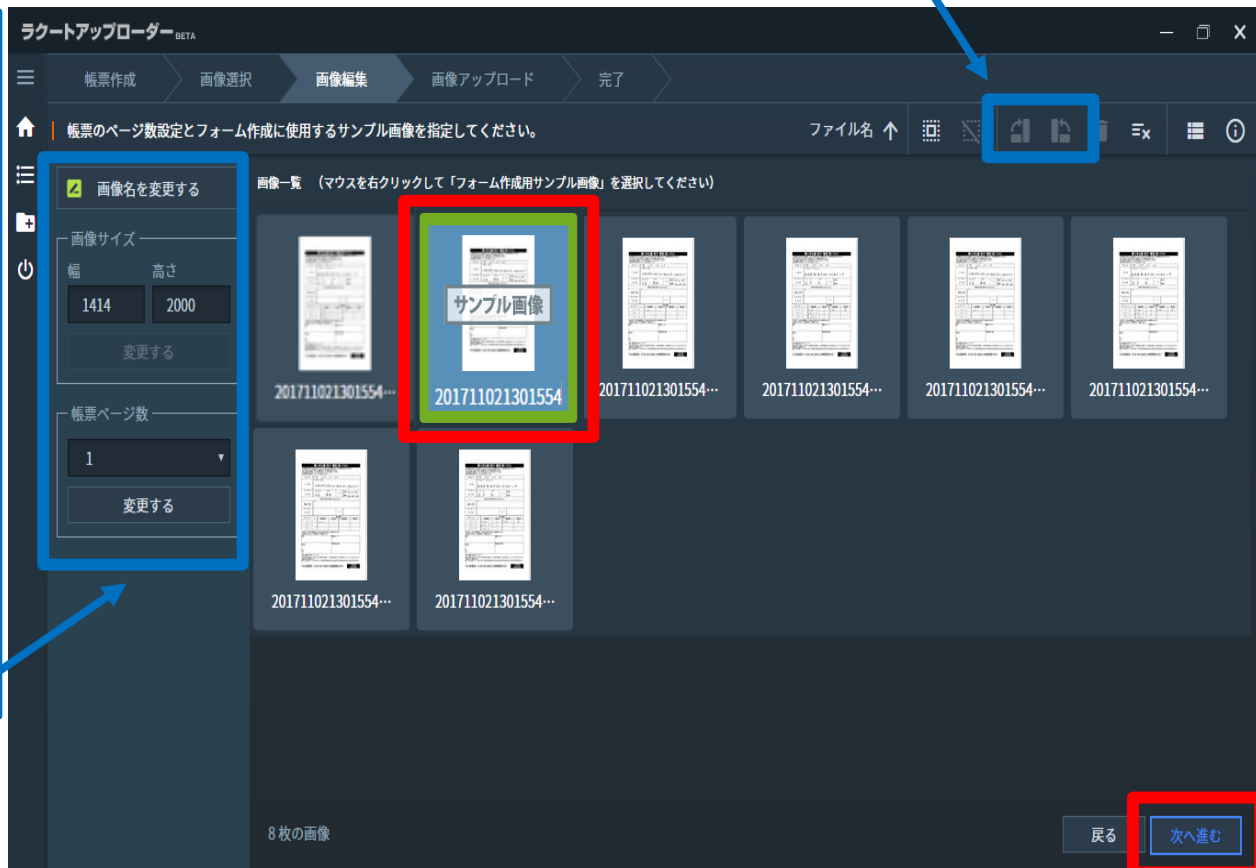 ラクートアップローダー BETA
帳票作成 画像選択 画像編集 画像アップロード 完了
帳票のページ数設定とフォーム作成に使用するサンプル画像を指定してください。
ファイル名
画像名を変更する
画像一覧 （マウスを右クリックして「フォーム作成用サンプル画像」を選択してください）
画像サイズ
幅 高さ
1414 2000
変更する
サンプル画像
201711021301554… 201711021301554 201711021301554… 201711021301554… 201711021301554… 201711021301554…
帳票ページ数
1
変更する
201711021301554… 201711021301554…
8枚の画像
戻る 次へ進む